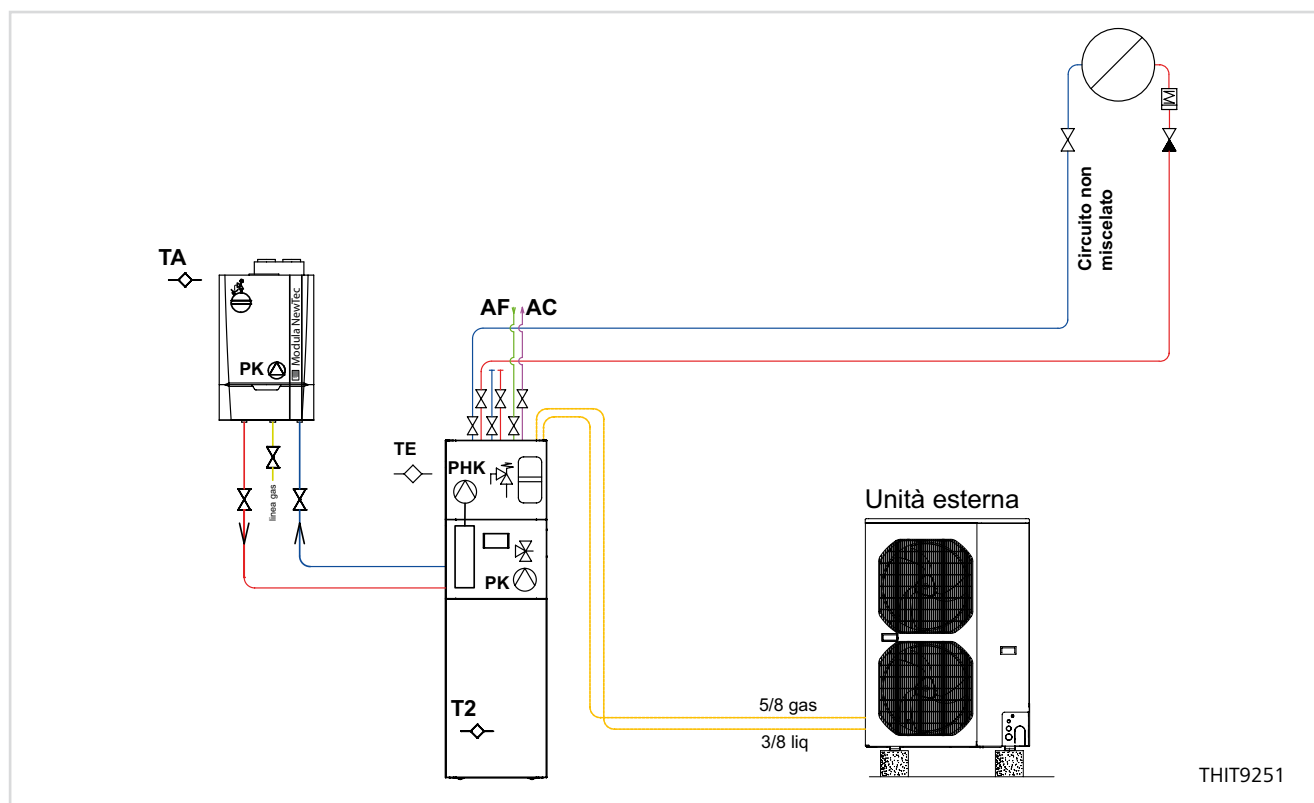 TA
Modula NewTec
PK
linea gas
AF
AC
TE
PHK
PK
T2
Circuito non
miscelato
Unità esterna
5/8 gas
3/8 liq
THIT9251